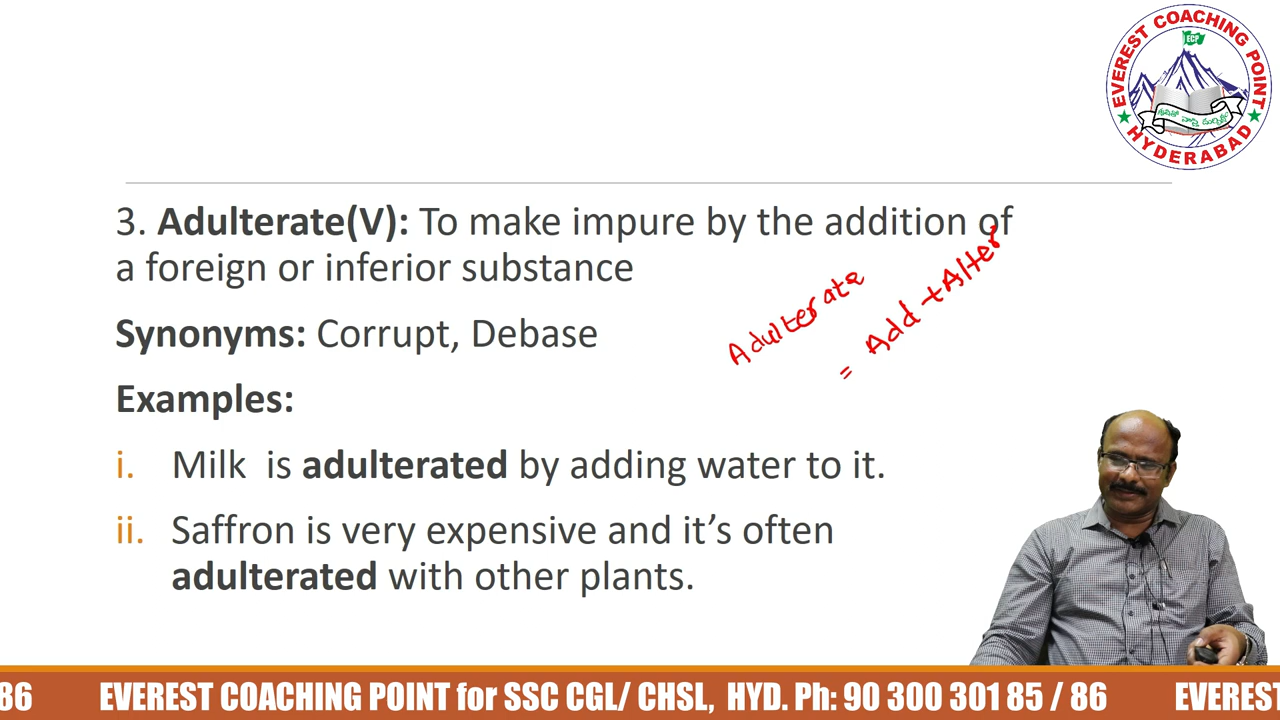 EVEREST COACHING POINT
ECP
HYDERABAD
3. Adulterate(V): To make impure by the addition of
a foreign or inferior substance
Adulterate
= Add + Alter
Synonyms: Corrupt, Debase
Examples:
i. Milk is adulterated by adding water to it.
ii. Saffron is very expensive and it's often
adulterated with other plants.
86 EVEREST COACHING POINT for SSC CGL/ CHSL, HYD. Ph: 90 300 301 85 / 86 EVEREST